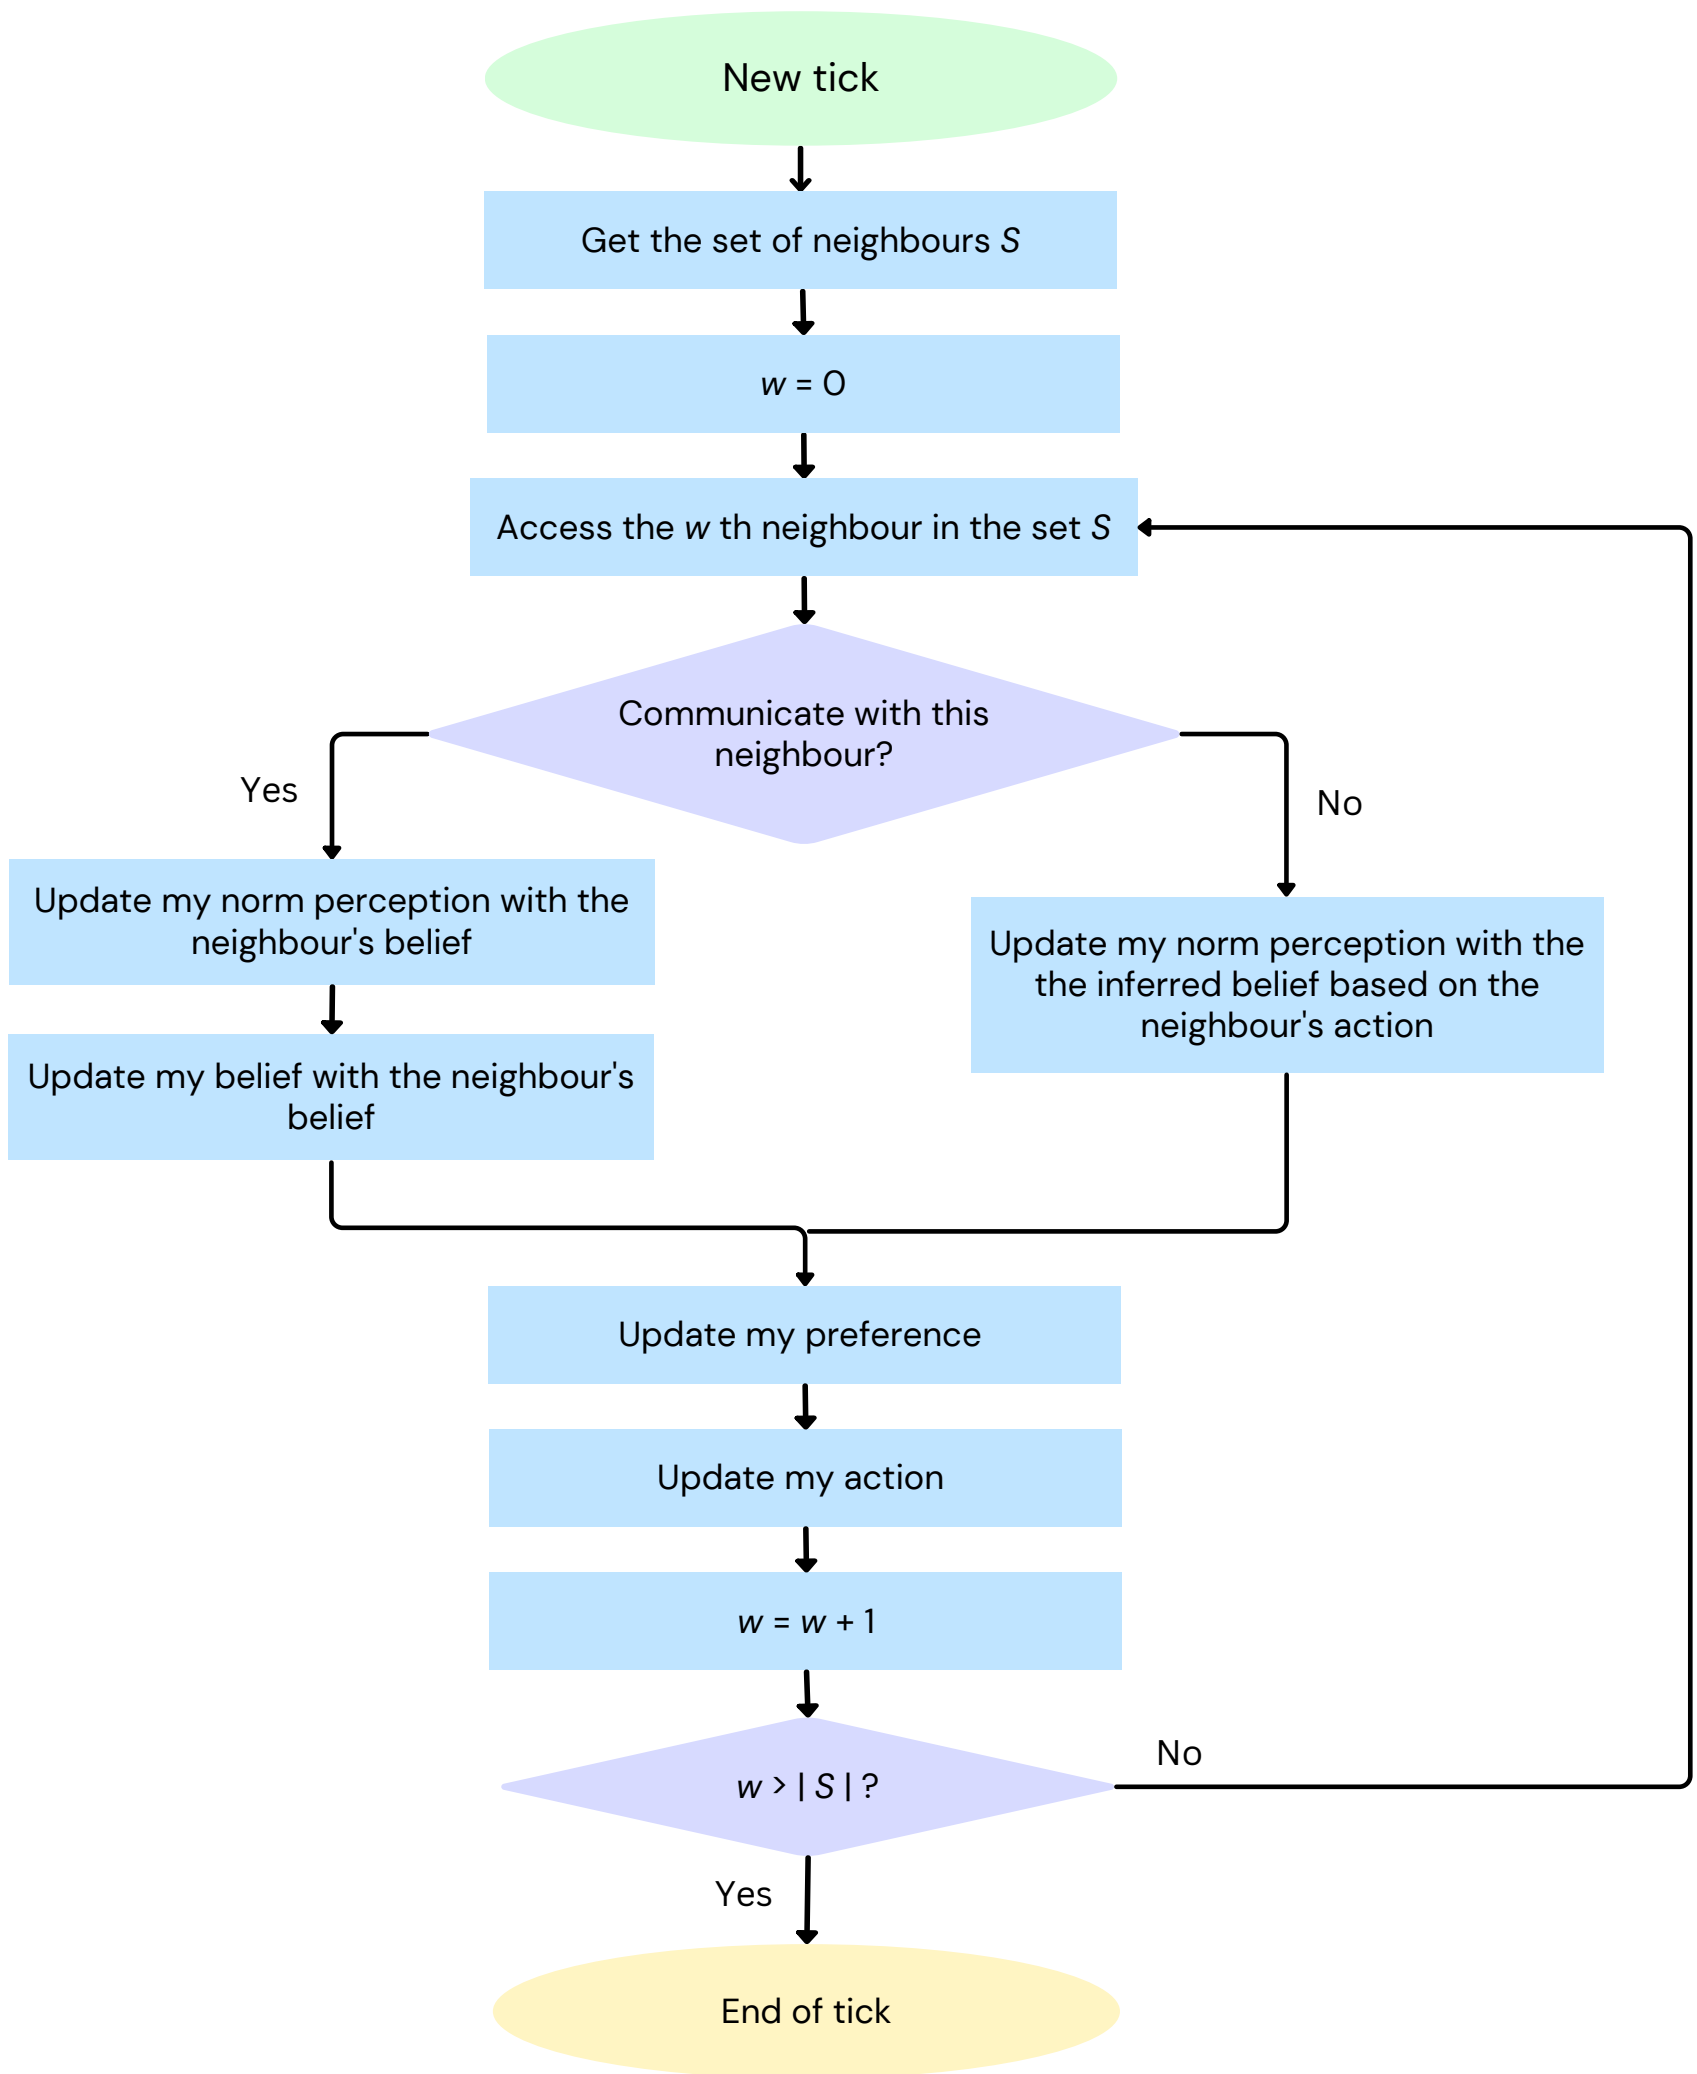 New tick
Get the set of neighbours S
w = 0
Access the w th neighbour in the set S
Communicate with this
neighbour?
Yes
No
Update my norm perception with the
neighbour's belief
Update my norm perception with the
the inferred belief based on the
neighbour's action
Update my belief with the neighbour's
belief
Update my preference
Update my action
w = w + 1
w > | S | ?
No
Yes
End of tick